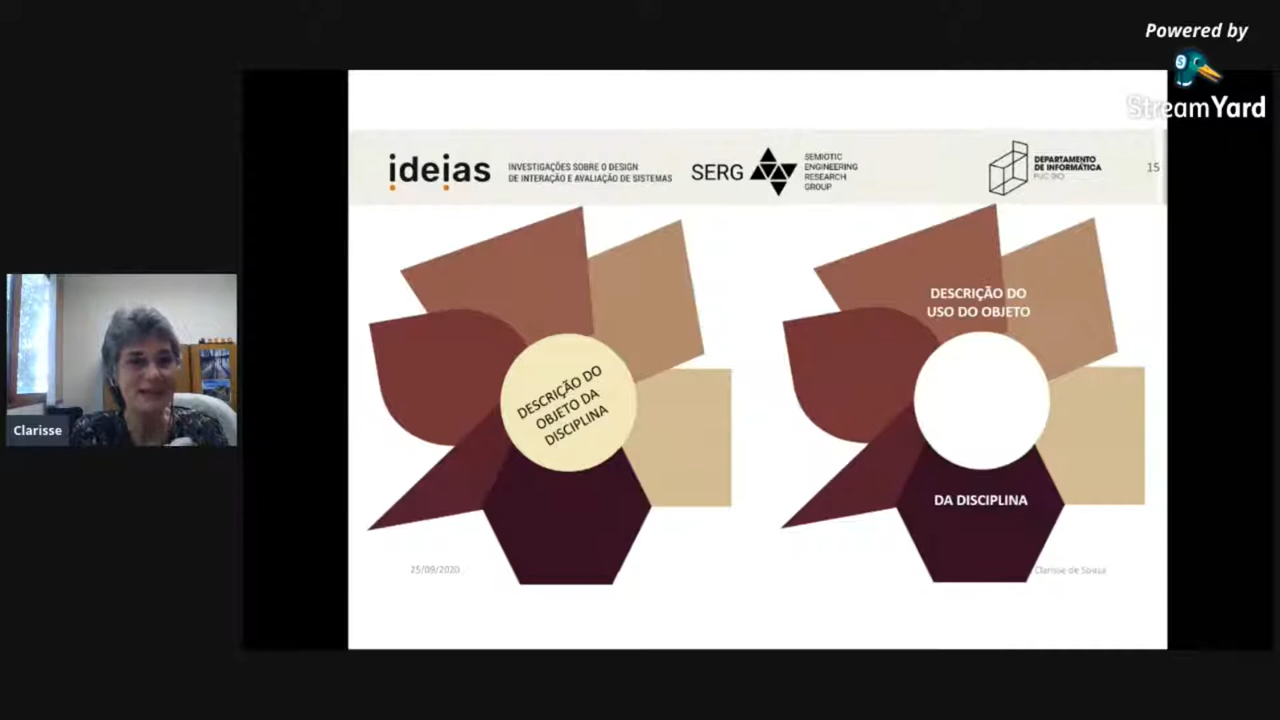 Powered by
StreamYard
ideias
INVESTIGAÇÕES SOBRE O DESIGN
DE INTERAÇÃO E AVALIAÇÃO DE SISTEMAS
SERG
SEMIOTIC
ENGINEERING
RESEARCH
GROUP
DEPARTAMENTO
DE INFORMÁTICA
PUC-RIO
15
DESCRIÇÃO DO
OBJETO DA
DISCIPLINA
DESCRIÇÃO DO
USO DO OBJETO
DA DISCIPLINA
Clarisse
25/09/2020
Clarisse de Souza